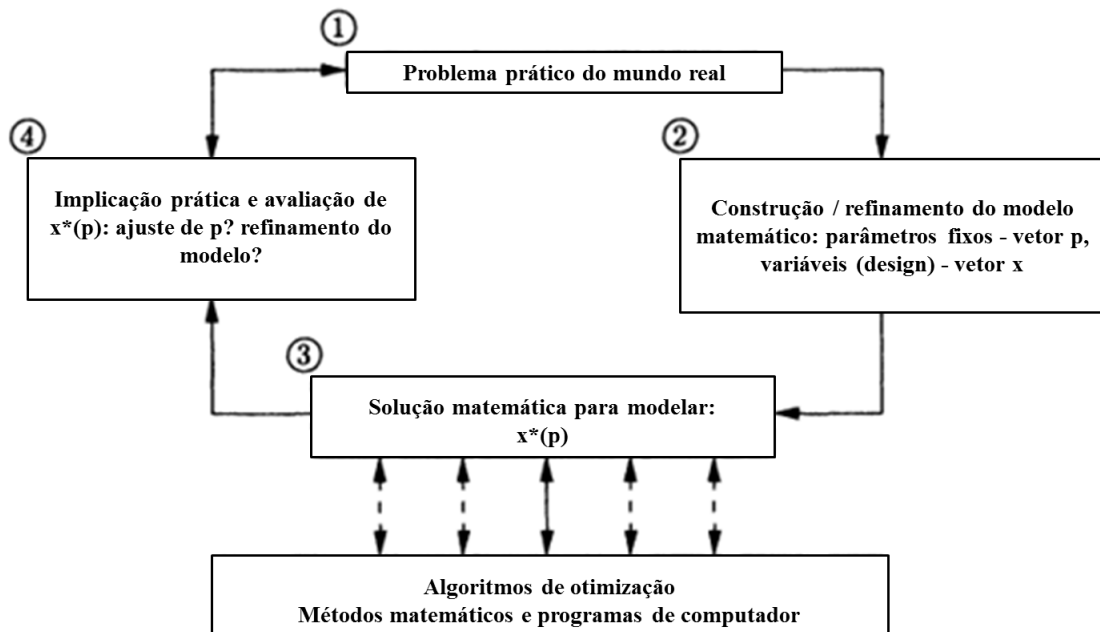 ①
Problema prático do mundo real
④
②
Implicação prática e avaliação de
x*(p): ajuste de p? refinamento do
modelo?
Construção / refinamento do modelo
matemático: parâmetros fixos - vetor p,
variáveis (design) - vetor x
③
Solução matemática para modelar:
x*(p)
Algoritmos de otimização
Métodos matemáticos e programas de computador